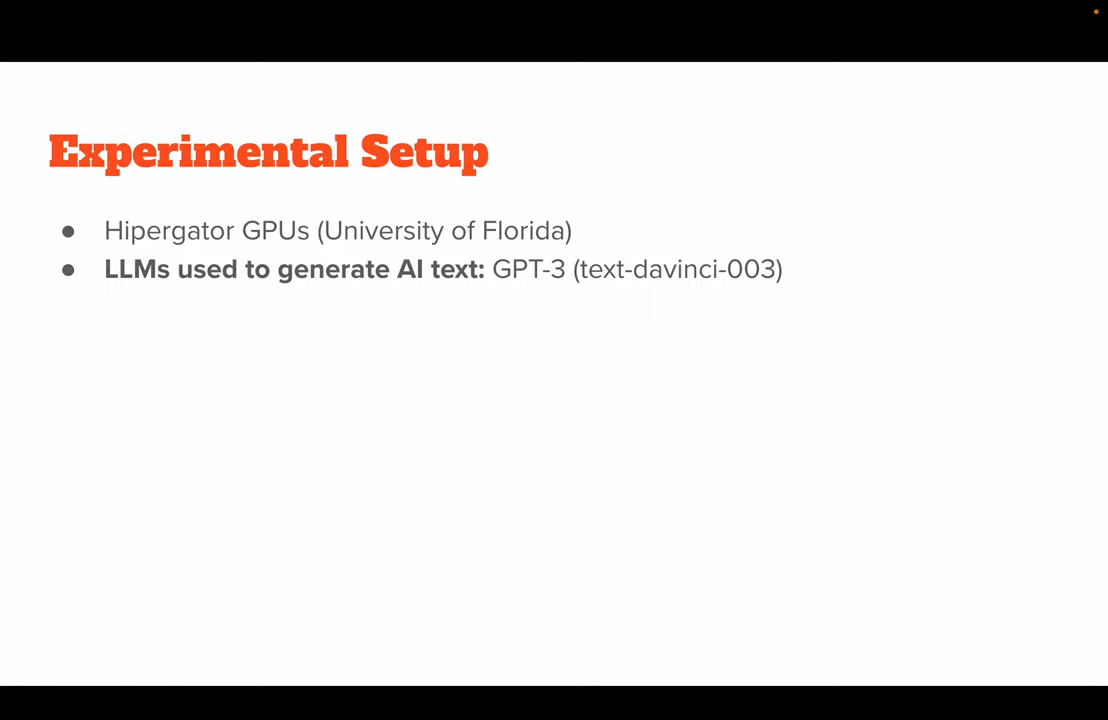 Experimental Setup
● Hipergator GPUs (University of Florida)
● LLMs used to generate AI text: GPT-3 (text-davinci-003)